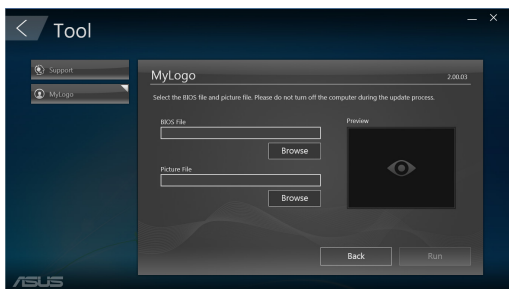 Tool
Support
MyLogo
MyLogo
2.00.03
Select the BIOS file and picture file. Please do not turn off the computer during the update process.
BIOS File
Preview
Browse
Picture File
Browse
Back
Run
ASUS